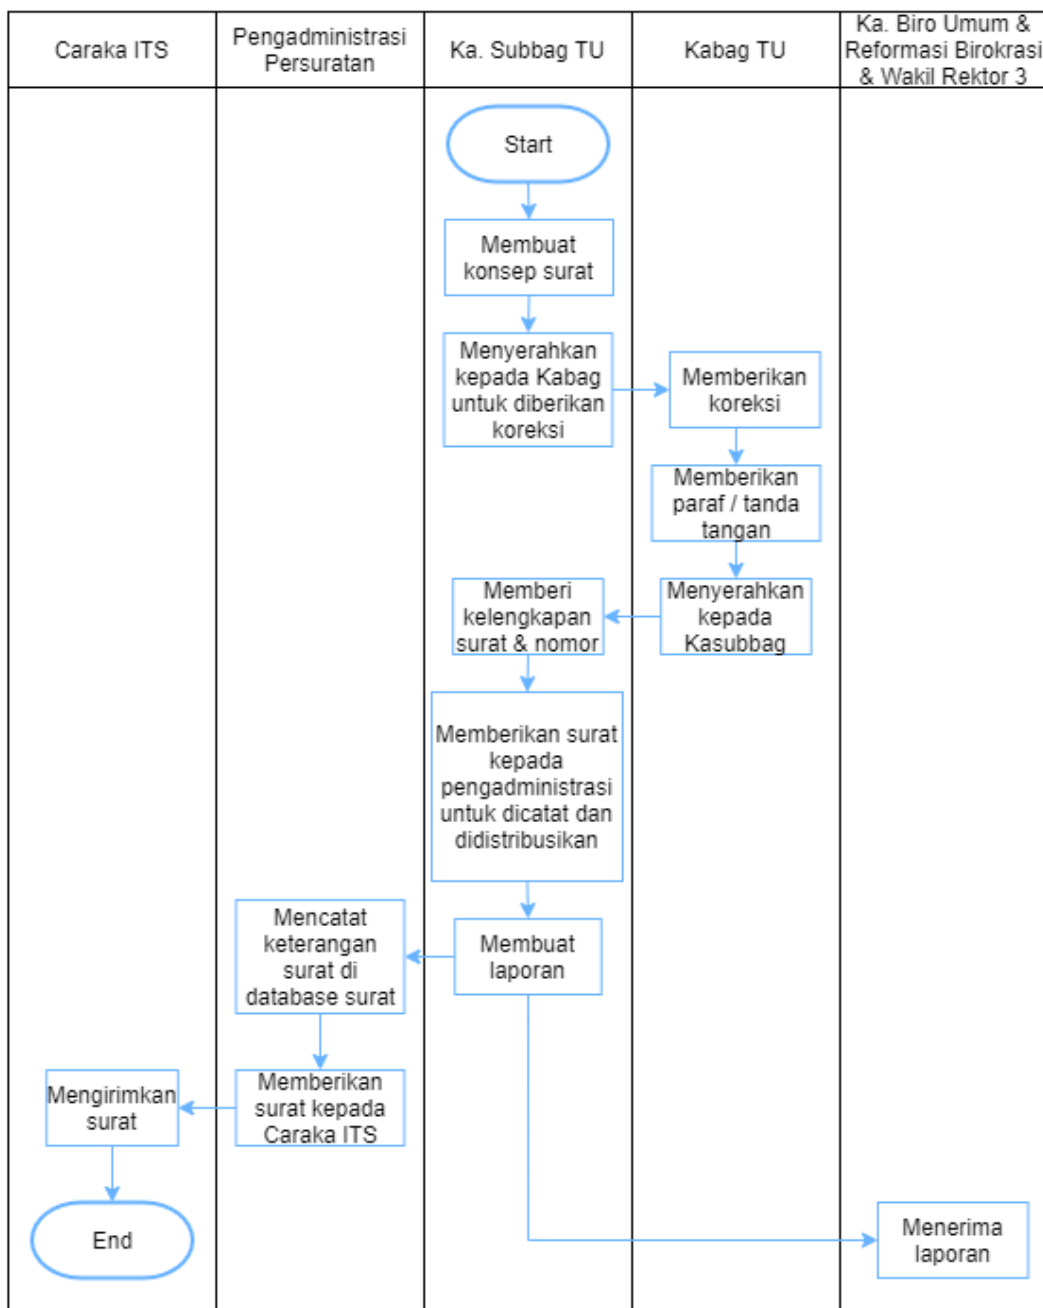 Caraka ITS
Pengadministrasi
Persuratan
Ka. Subbag TU
Kabag TU
Ka. Biro Umum &
Reformasi Birokrasi
& Wakil Rektor 3
Start
Membuat
konsep surat
Menyerahkan
kepada Kabag
untuk diberikan
koreksi
Memberikan
koreksi
Memberikan
paraf / tanda
tangan
Menyerahkan
kepada
Kasubbag
Memberi
kelengkapan
surat & nomor
Memberikan surat
kepada
pengadministrasi
untuk dicatat dan
didistribusikan
Membuat
laporan
Mencatat
keterangan
surat di
database surat
Memberikan
surat kepada
Caraka ITS
Mengirimkan
surat
End
Menerima
laporan